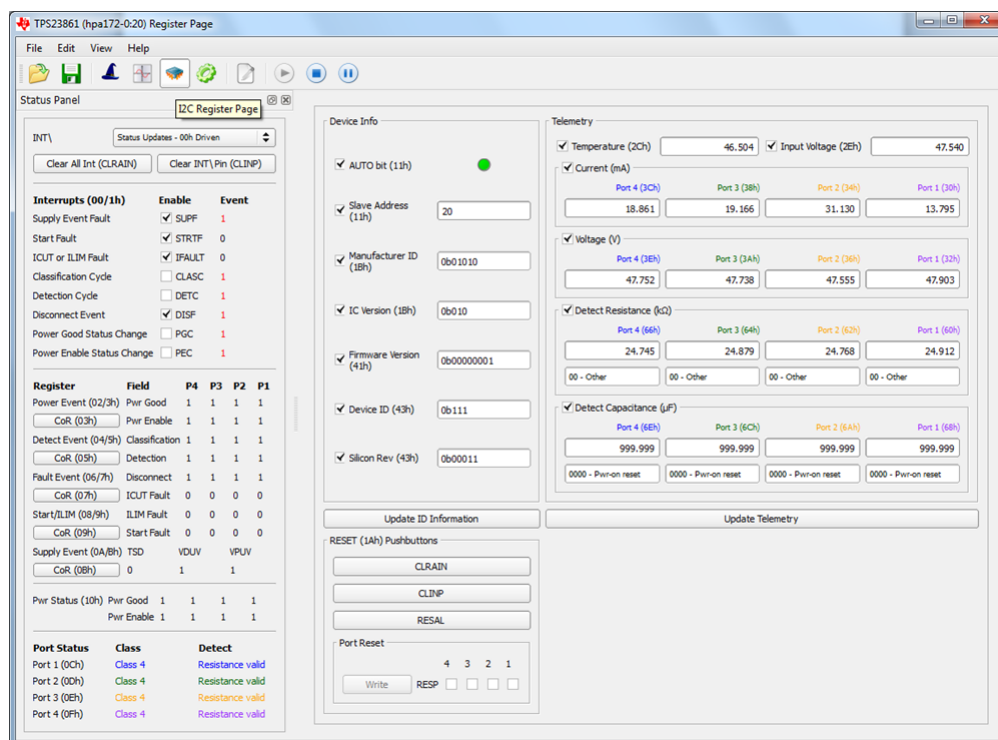 TPS23861 (hpa172-0:20) Register Page
File Edit View Help
Status Panel
I2C Register Page
INT\ Status Updates - 00h Driven
Clear All Int (CLRAIN) Clear INT\ Pin (CLINP)
Interrupts (00/1h) Enable Event
Supply Event Fault SUPF 1
Start Fault STRTF 0
ICUT or ILIM Fault IFAULT 0
Classification Cycle CLASC 1
Detection Cycle DETC 1
Disconnect Event DISF 1
Power Good Status Change PGC 1
Power Enable Status Change PEC 1
Register Field P4 P3 P2 P1
Power Event (02/3h) Pwr Good 1 1 1 1
CoR (03h) Pwr Enable 1 1 1 1
Detect Event (04/5h) Classification 1 1 1 1
CoR (05h) Detection 1 1 1 1
Fault Event (06/7h) Disconnect 1 1 1 1
CoR (07h) ICUT Fault 0 0 0 0
Start/ILIM (08/9h) ILIM Fault 0 0 0 0
CoR (09h) Start Fault 0 0 0 0
Supply Event (0A/Bh) TSD VDUV VPUV
CoR (0Bh) 0 1 1
Pwr Status (10h) Pwr Good 1 1 1 1
Pwr Enable 1 1 1 1
Port Status Class Detect
Port 1 (0Ch) Class 4 Resistance valid
Port 2 (0Dh) Class 4 Resistance valid
Port 3 (0Eh) Class 4 Resistance valid
Port 4 (0Fh) Class 4 Resistance valid
Device Info
AUTO bit (11h)
Slave Address
(11h)
20
Manufacturer ID
(1Bh)
0b01010
IC Version (1Bh) 0b010
Firmware Version
(41h)
0b00000001
Device ID (43h) 0b111
Silicon Rev (43h) 0b00011
Update ID Information
RESET (1Ah) Pushbuttons
CLRAIN
CLINP
RESAL
Port Reset
4 3 2 1
Write RESP
Telemetry
Temperature (2Ch) 46.504 Input Voltage (2Eh) 47.540
Current (mA)
Port 4 (3Ch) Port 3 (38h) Port 2 (34h) Port 1 (30h)
18.861 19.166 31.130 13.795
Voltage (V)
Port 4 (3Eh) Port 3 (3Ah) Port 2 (36h) Port 1 (32h)
47.752 47.738 47.555 47.903
Detect Resistance (kΩ)
Port 4 (66h) Port 3 (64h) Port 2 (62h) Port 1 (60h)
24.745 24.879 24.768 24.912
00 - Other 00 - Other 00 - Other 00 - Other
Detect Capacitance (µF)
Port 4 (6Eh) Port 3 (6Ch) Port 2 (6Ah) Port 1 (68h)
999.999 999.999 999.999 999.999
0000 - Pwr-on reset 0000 - Pwr-on reset 0000 - Pwr-on reset 0000 - Pwr-on reset
Update Telemetry